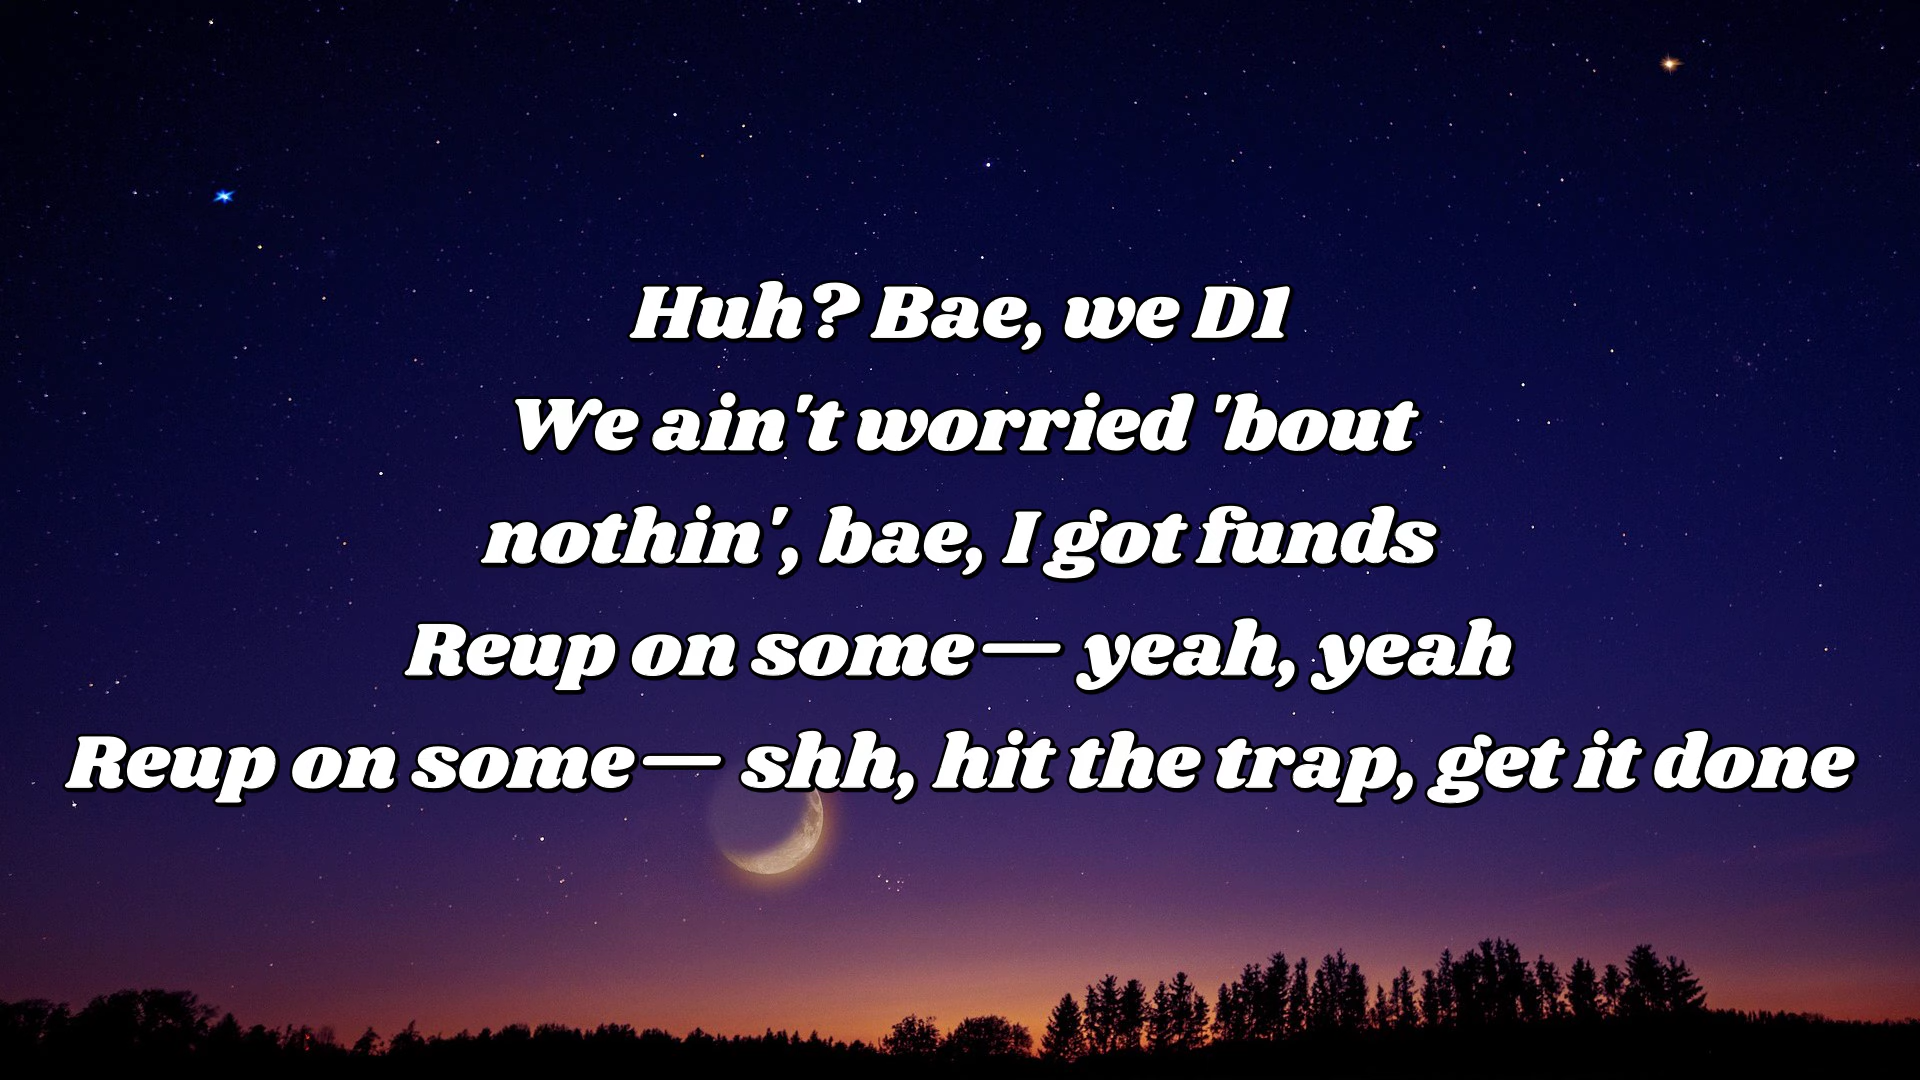 Huh? Bae, we D1
We ain't worried 'bout
nothin', bae, I got funds
Reup on some— yeah, yeah
Reup on some— shh, hit the trap, get it done